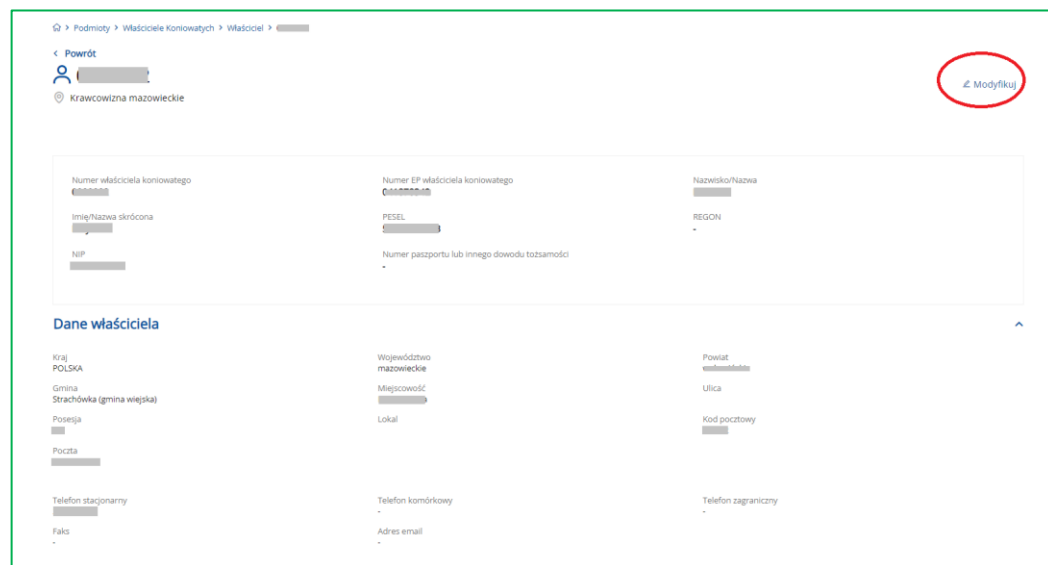 Podmioty > Właściciele Koniowatych > Właściciel >
< Powrót
Krawcowizna mazowieckie
Modyfikuj
Numer właściciela koniowatego Numer EP właściciela koniowatego Nazwisko/Nazwa
Imię/Nazwa skrócona PESEL REGON
-
NIP Numer paszportu lub innego dowodu tożsamości
-
Dane właściciela
Kraj Województwo Powiat
POLSKA mazowieckie
Gmina Miejscowość Ulica
Strachówka (gmina wiejska)
Posesja Lokal Kod pocztowy
Poczta
Telefon stacjonarny Telefon komórkowy Telefon zagraniczny
- -
Faks Adres email
- -